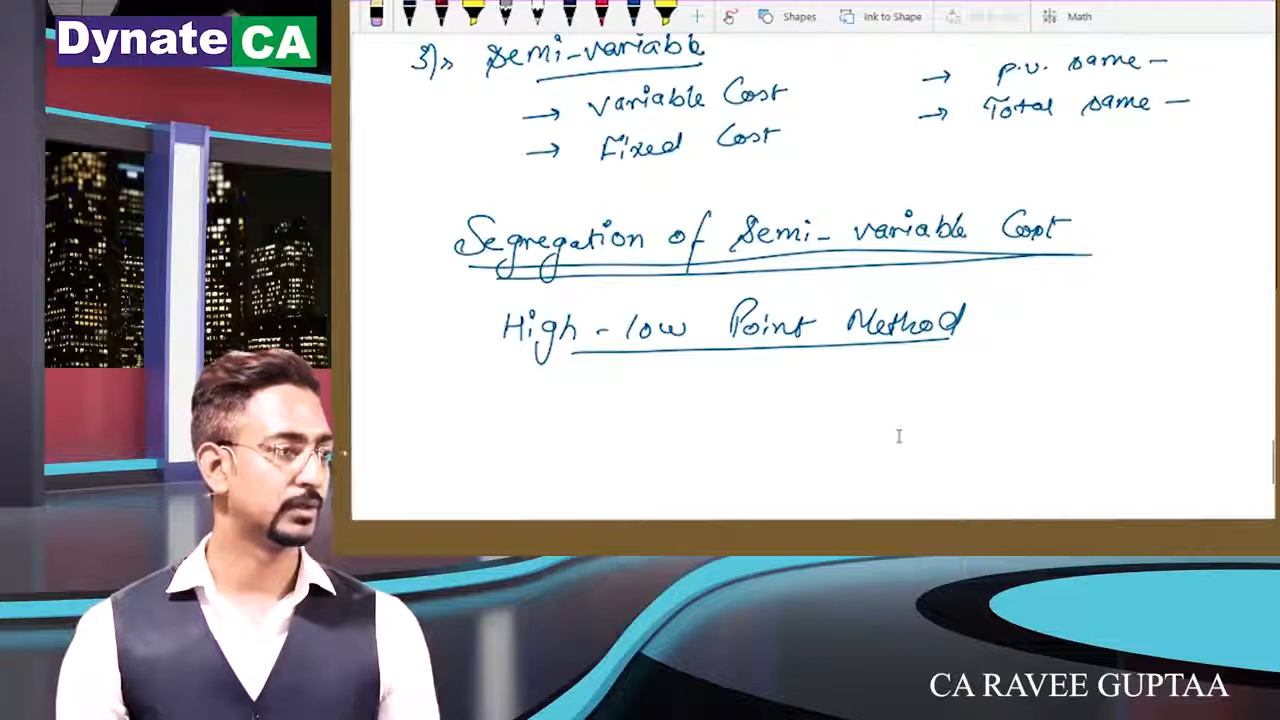 Dynate CA
Shapes
Ink to Shape
Math
3)»
Semi-variable
→ Variable Cost
→ Fixed Cost
→ p.u. same -
→ Total same -
Segregation of Semi-variable Cost
High-low Point Method
CA RAVEE GUPTAA